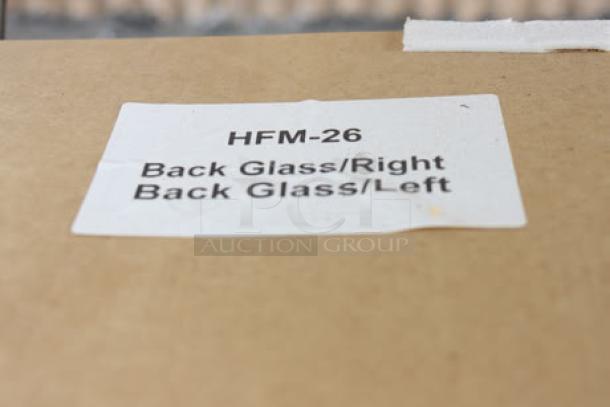 HFM-26
Back Glass/Right
Back Glass/Left
PCI
AUCTION GROUP